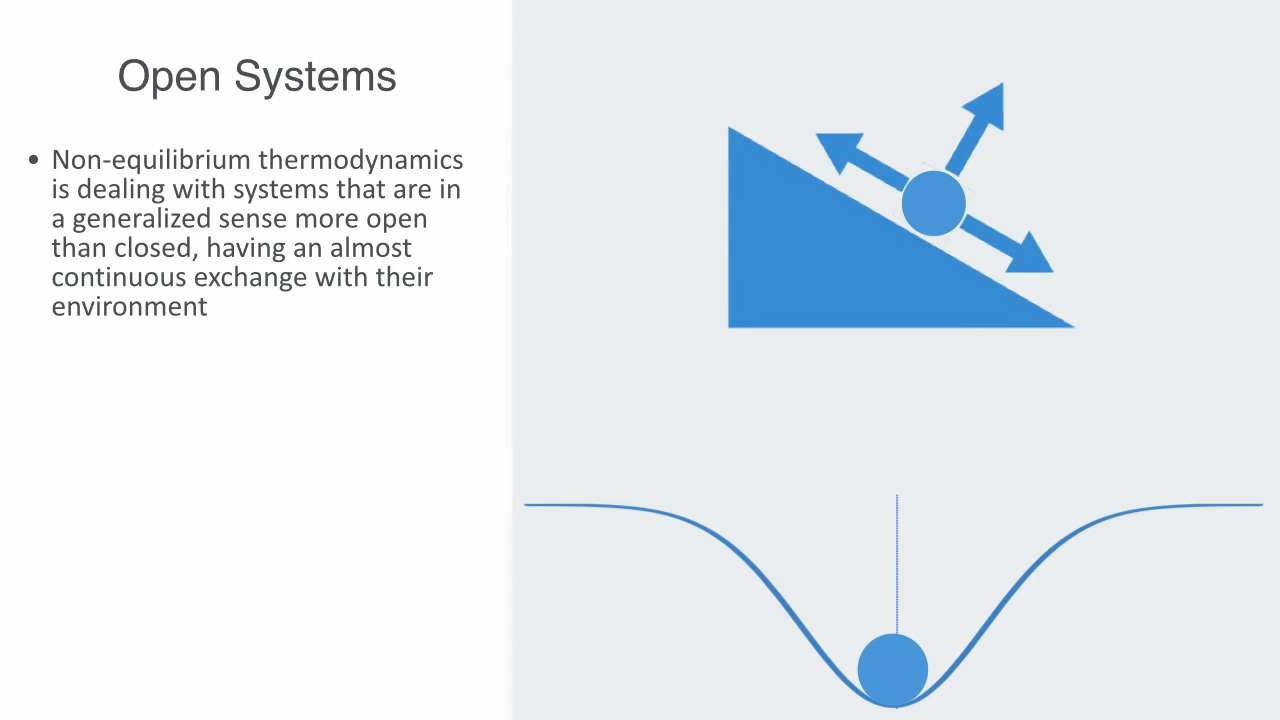 Open Systems
• Non-equilibrium thermodynamics
is dealing with systems that are in
a generalized sense more open
than closed, having an almost
continuous exchange with their
environment